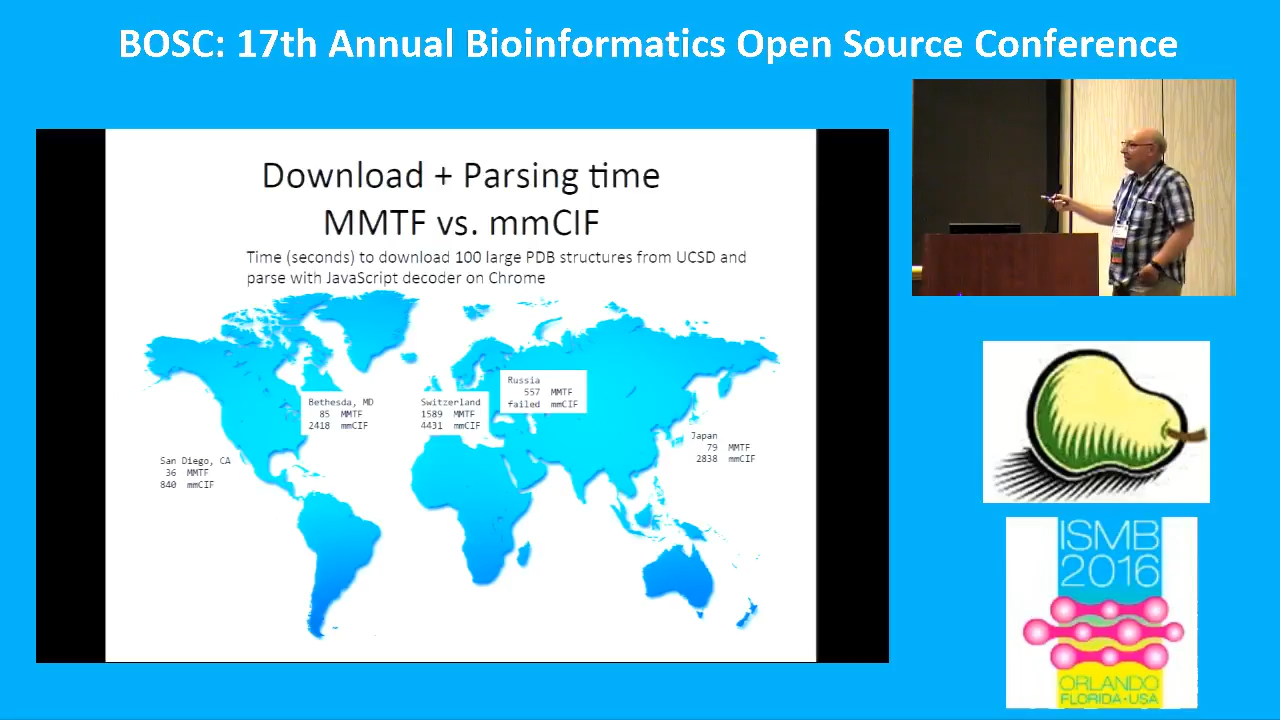 BOSC: 17th Annual Bioinformatics Open Source Conference
Download + Parsing time
MMTF vs. mmCIF
Time (seconds) to download 100 large PDB structures from UCSD and
parse with JavaScript decoder on Chrome
Russia
557 MMTF
failed mmCIF
Bethesda, MD
85 MMTF
2418 mmCIF
Switzerland
1589 MMTF
4431 mmCIF
Japan
79 MMTF
2838 mmCIF
San Diego, CA
36 MMTF
840 mmCIF
ISMB
2016
ORLANDO
FLORIDA·USA